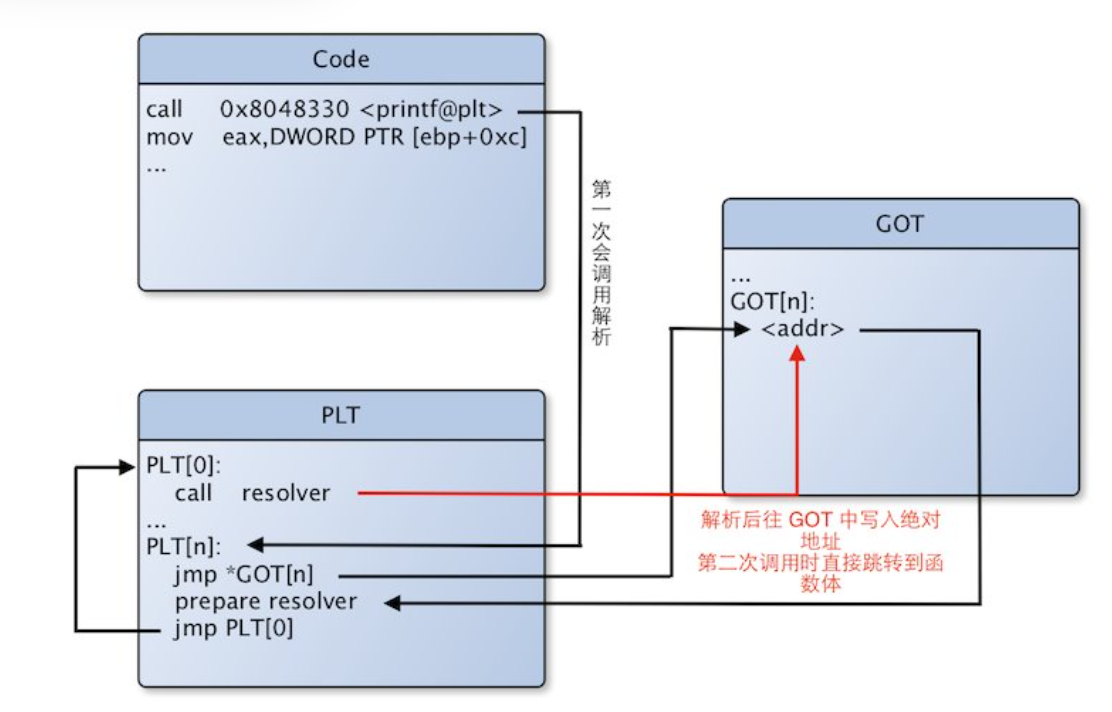 Code
call 0x8048330 <printf@plt>
mov eax,DWORD PTR [ebp+0xc]
...
第一次会调用解析
GOT
...
GOT[n]:
<addr>
PLT
PLT[0]:
call resolver
...
PLT[n]:
jmp *GOT[n]
prepare resolver
jmp PLT[0]
解析后往 GOT 中写入绝对
地址
第二次调用时直接跳转到函
数体